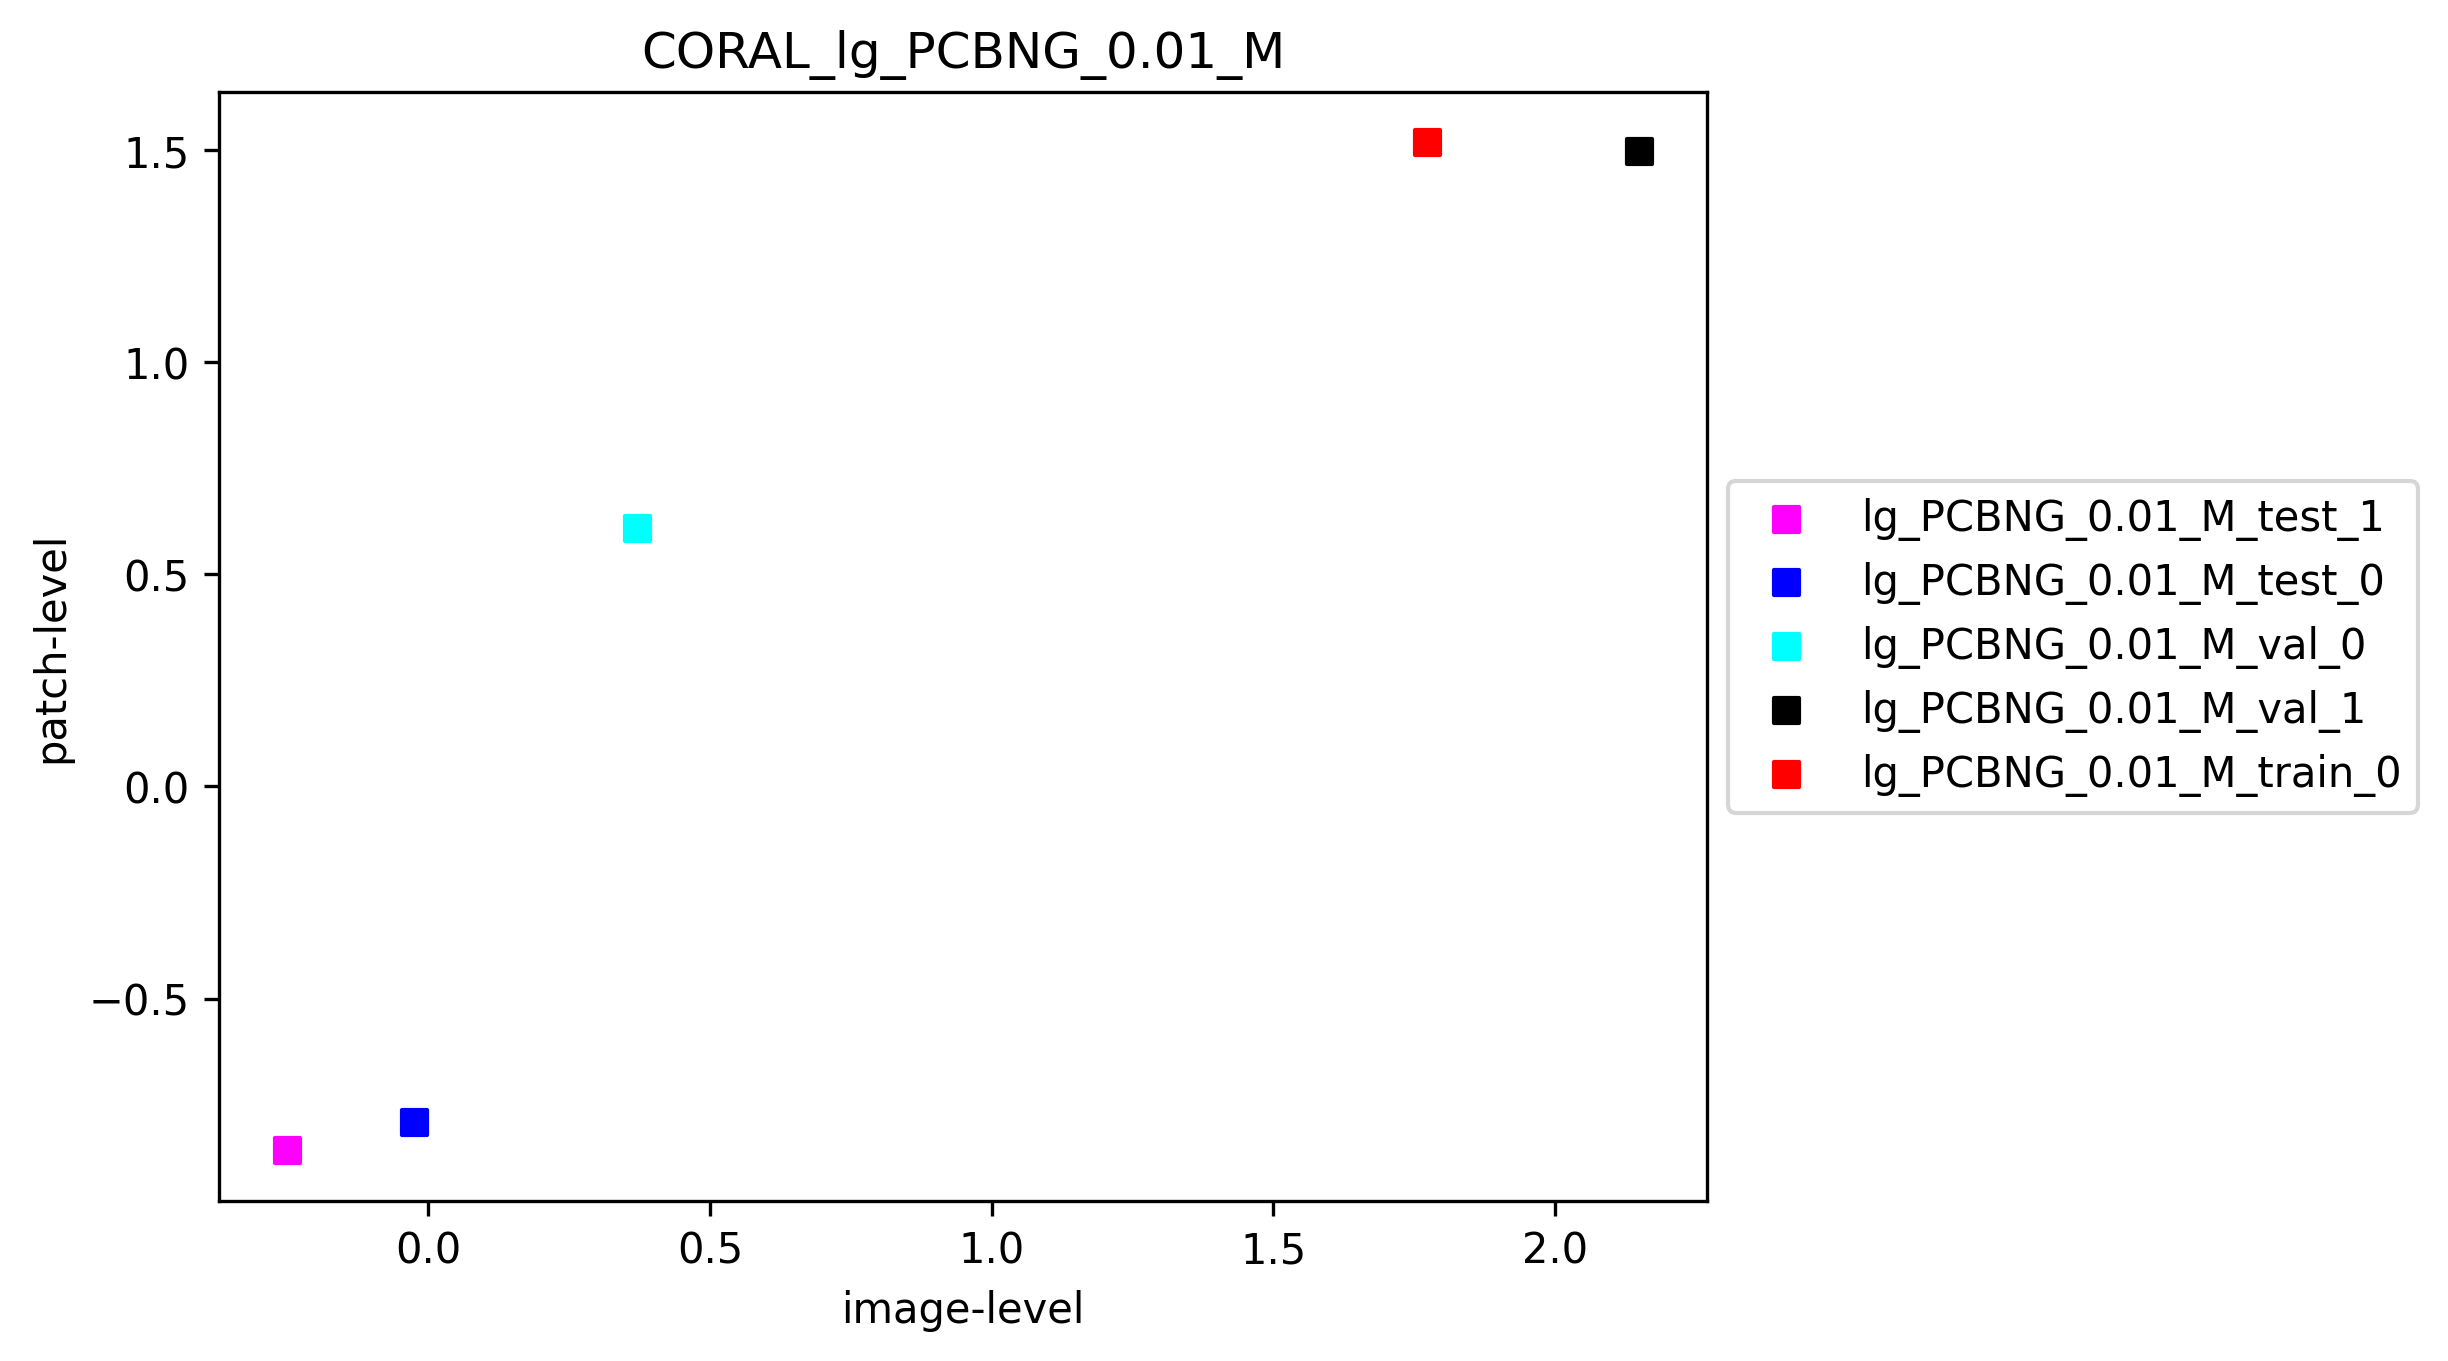 CORAL_lg_PCBNG_0.01_M
1.5
1.0
0.5
0.0
−0.5
patch-level
0.0 0.5 1.0 1.5 2.0
image-level
lg_PCBNG_0.01_M_test_1
lg_PCBNG_0.01_M_test_0
lg_PCBNG_0.01_M_val_0
lg_PCBNG_0.01_M_val_1
lg_PCBNG_0.01_M_train_0